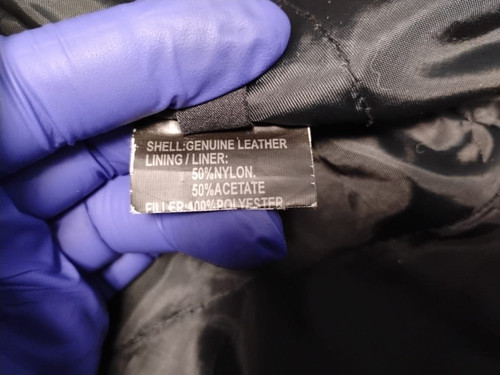 SHELL:GENUINE LEATHER
LINING/LINER:
50%NYLON.
50%ACETATE
FILLER:100%POLYESTER